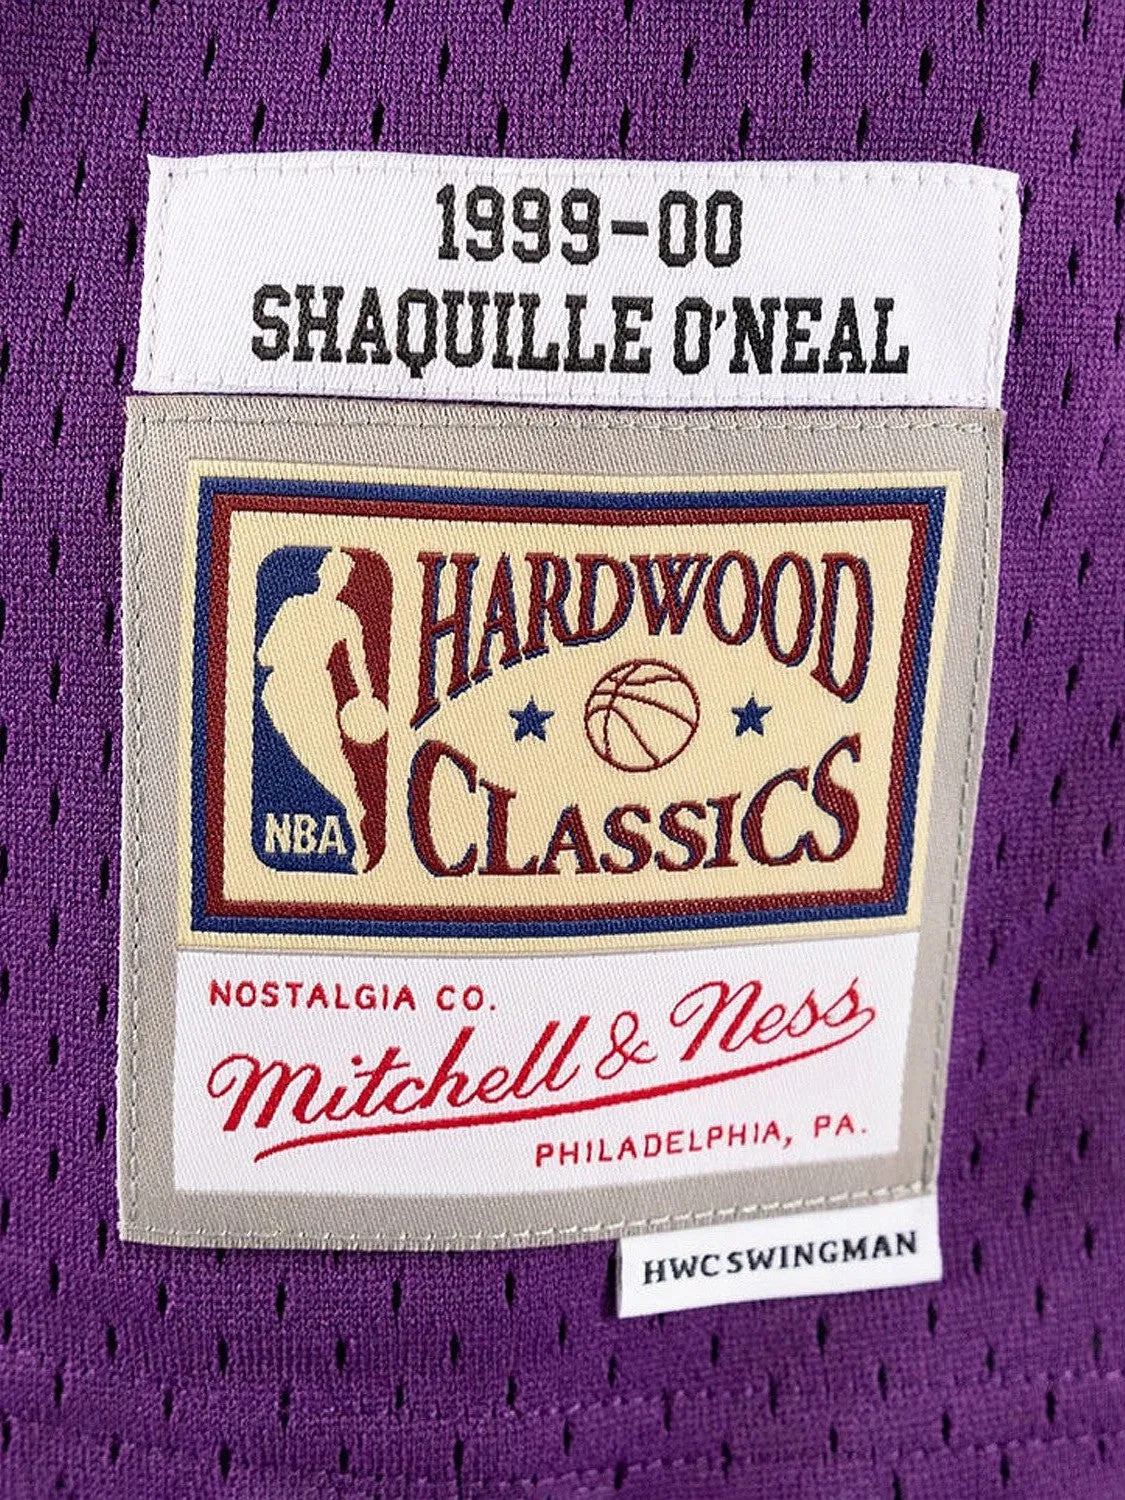 1999-00
SHAQUILLE O'NEAL
HARDWOOD
CLASSICS
NBA
NOSTALGIA CO.
Mitchell & Ness
PHILADELPHIA, PA.
HWC SWINGMAN